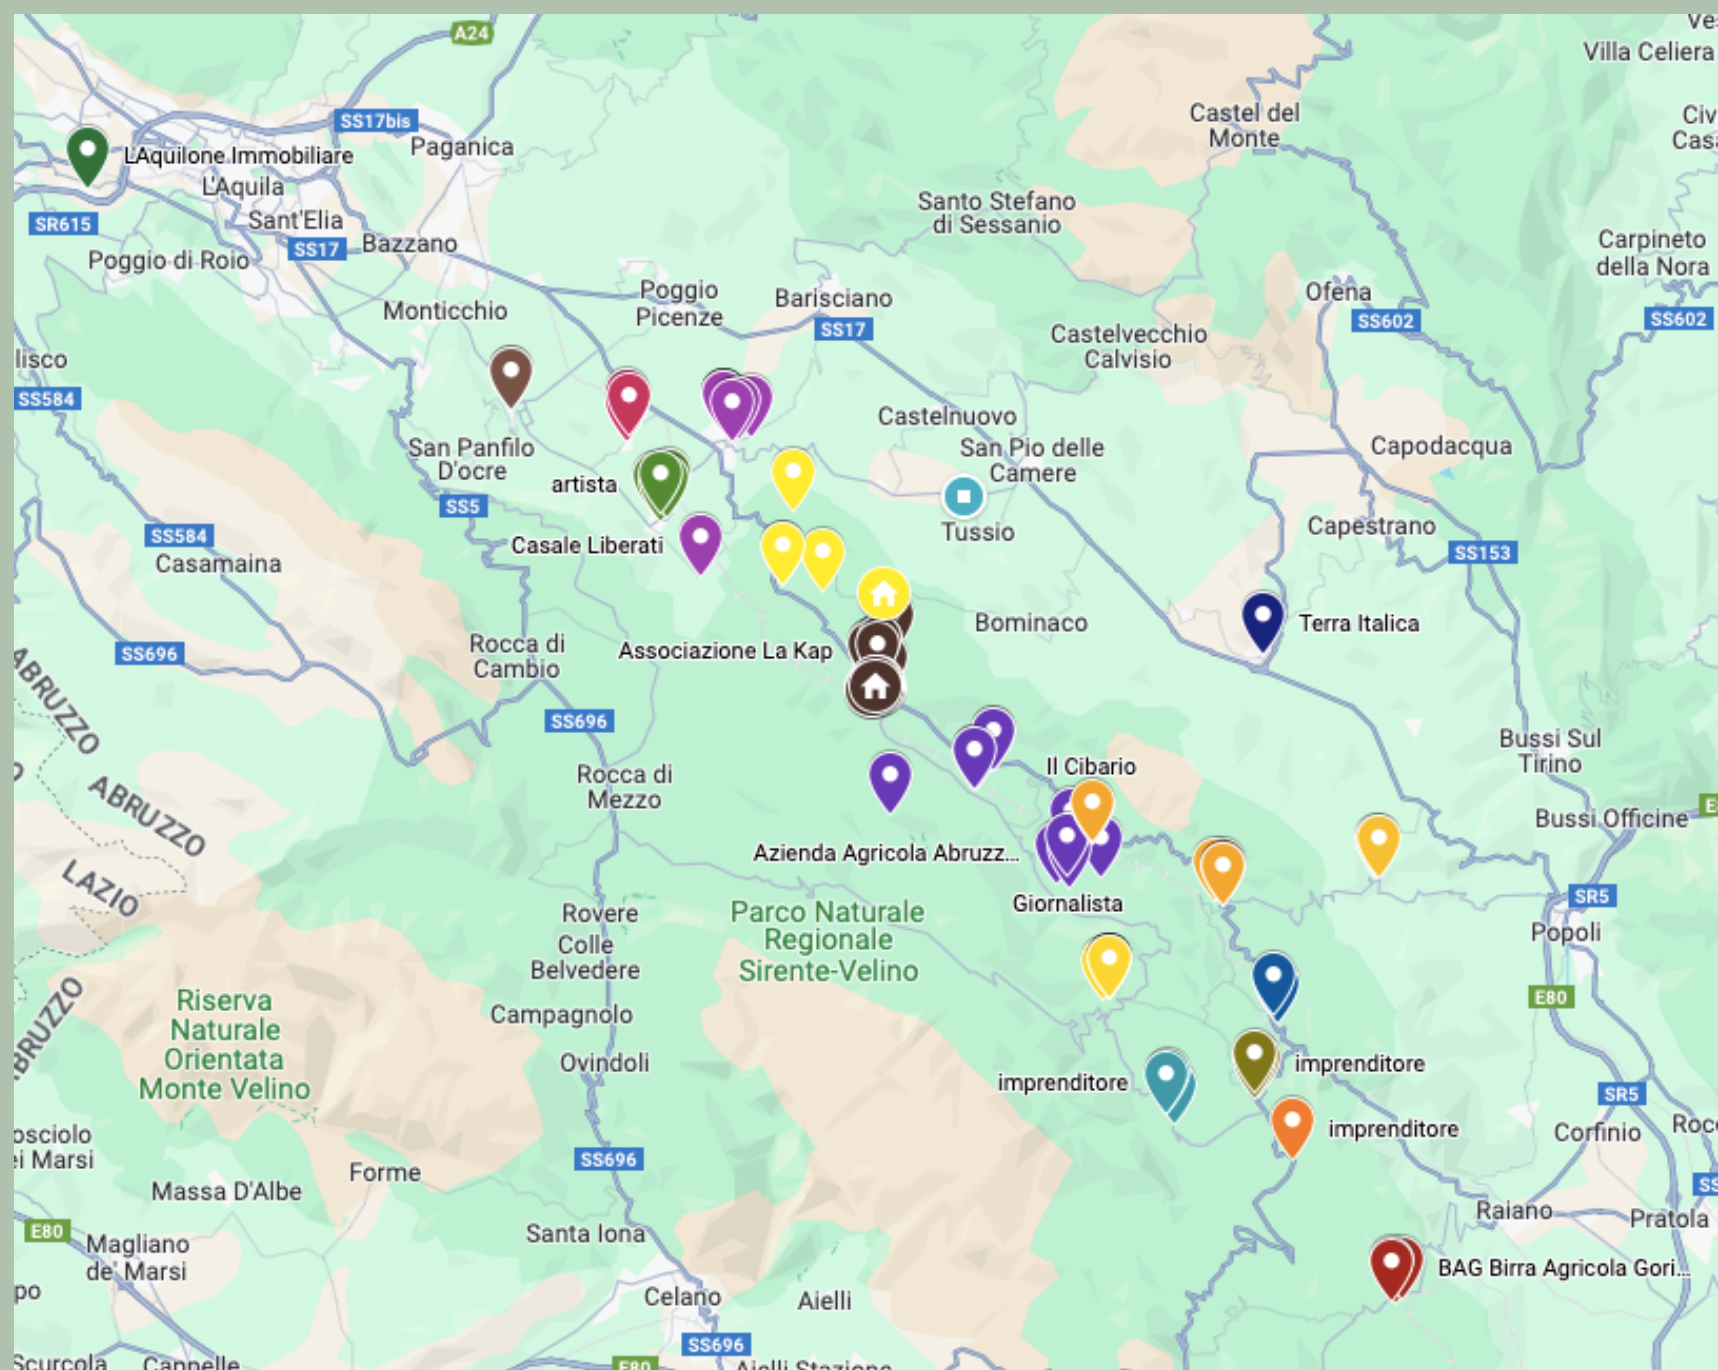 A24
Villa Celiera
SS17bis
Castel del
Monte
Paganica
LAquilone Immobiliare
L'Aquila
Santo Stefano
di Sessanio
SR615
Sant'Elia
SS17
Bazzano
Poggio di Roio
Carpineto
della Nora
Monticchio
Poggio
Picenze
Barisciano
SS17
Ofena
SS602
SS602
Castelvecchio
Calvisio
lisco
SS584
Castelnuovo
San Pio delle
Camere
Capodacqua
San Panfilo
D'ocre
artista
SS5
Tussio
Capestrano
SS153
SS584
Casamaina
Casale Liberati
Bominaco
Terra Italica
Rocca di
Cambio
Associazione La Kap
SS696
ABRUZZO
SS696
Bussi Sul
Tirino
Rocca di
Mezzo
Il Cibario
ABRUZZO
Bussi Officine
Azienda Agricola Abruzz...
LAZIO
SR5
Giornalista
Rovere
Parco Naturale
Regionale
Sirente-Velino
Popoli
Colle
Belvedere
E80
ABRUZZO
Riserva
Naturale
Orientata
Monte Velino
Campagnolo
Ovindoli
imprenditore
imprenditore
SR5
imprenditore
Corfinio
Roc
osciolo
ei Marsi
SS696
Forme
Massa D'Albe
SS
Raiano
Pratola
E80
Santa Iona
Magliano
de' Marsi
BAG Birra Agricola Gori...
po
Celano
Aielli
SS696
Scurcola
Cappelle
E80
Aielli Stazione